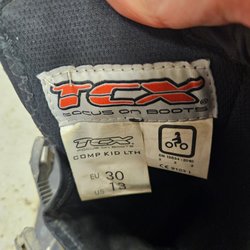 TCX
FOCUS ON BOOTS
TCX
COMP KID LTH
EU 30
US 13